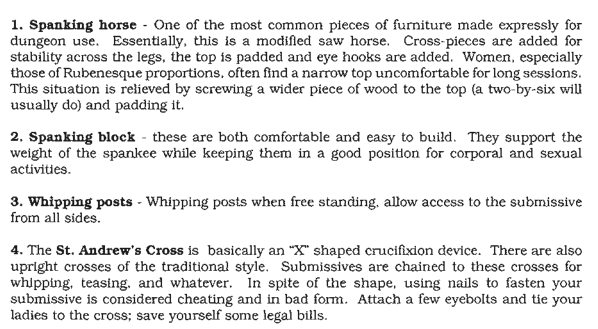 1. Spanking horse - One of the most common pieces of furniture made expressly for
dungeon use. Essentially, this is a modified saw horse. Cross-pieces are added for
stability across the legs, the top is padded and eye hooks are added. Women, especially
those of Rubenesque proportions, often find a narrow top uncomfortable for long sessions.
This situation is relieved by screwing a wider piece of wood to the top (a two-by-six will
usually do) and padding it.
2. Spanking block - these are both comfortable and easy to build. They support the
weight of the spankee while keeping them in a good position for corporal and sexual
activities.
3. Whipping posts - Whipping posts when free standing, allow access to the submissive
from all sides.
4. The St. Andrew's Cross is basically an "X" shaped crucifixion device. There are also
upright crosses of the traditional style. Submissives are chained to these crosses for
whipping, teasing, and whatever. In spite of the shape, using nails to fasten your
submissive is considered cheating and in bad form. Attach a few eyebolts and tie your
ladies to the cross; save yourself some legal bills.